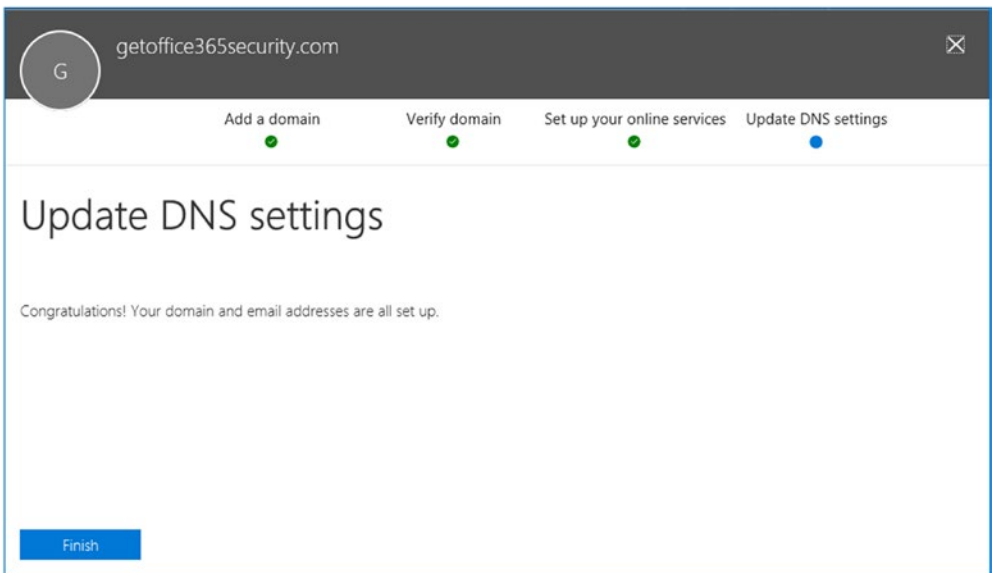 G
getoffice365security.com
Add a domain
Verify domain
Set up your online services
Update DNS settings
Update DNS settings
Congratulations! Your domain and email addresses are all set up.
Finish